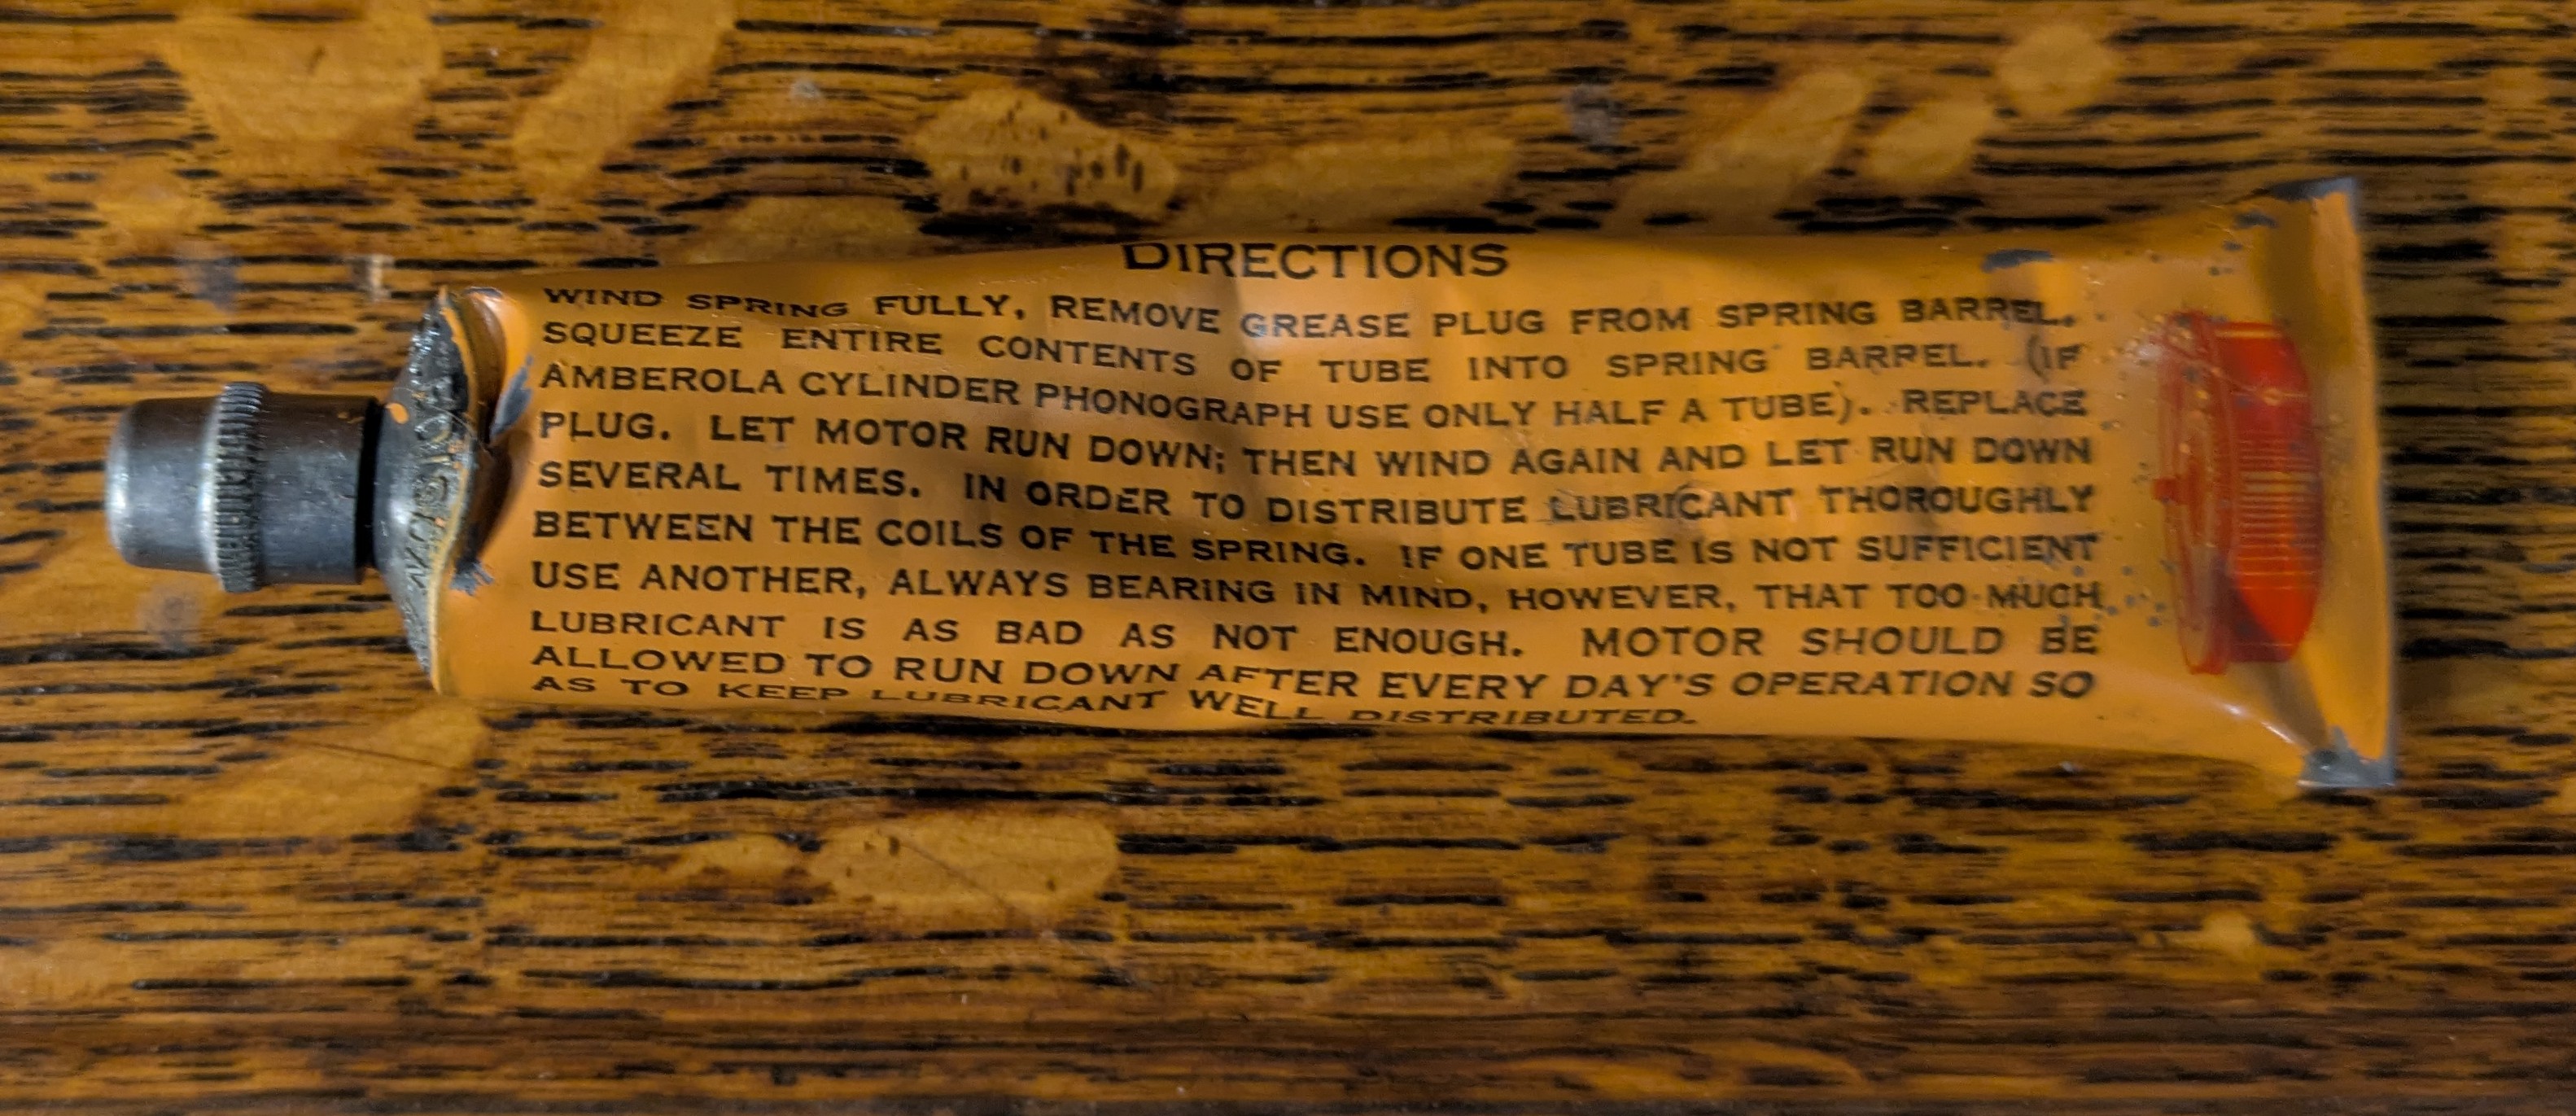 DIRECTIONS
WIND SPRING FULLY, REMOVE GREASE PLUG FROM SPRING BARREL.
SQUEEZE ENTIRE CONTENTS OF TUBE INTO SPRING BARREL. (IF
AMBEROLA CYLINDER PHONOGRAPH USE ONLY HALF A TUBE). REPLACE
PLUG. LET MOTOR RUN DOWN; THEN WIND AGAIN AND LET RUN DOWN
SEVERAL TIMES. IN ORDER TO DISTRIBUTE LUBRICANT THOROUGHLY
BETWEEN THE COILS OF THE SPRING. IF ONE TUBE IS NOT SUFFICIENT
USE ANOTHER, ALWAYS BEARING IN MIND, HOWEVER, THAT TOO MUCH
LUBRICANT IS AS BAD AS NOT ENOUGH. MOTOR SHOULD BE
ALLOWED TO RUN DOWN AFTER EVERY DAY'S OPERATION SO
AS TO KEEP LUBRICANT WELL DISTRIBUTED.